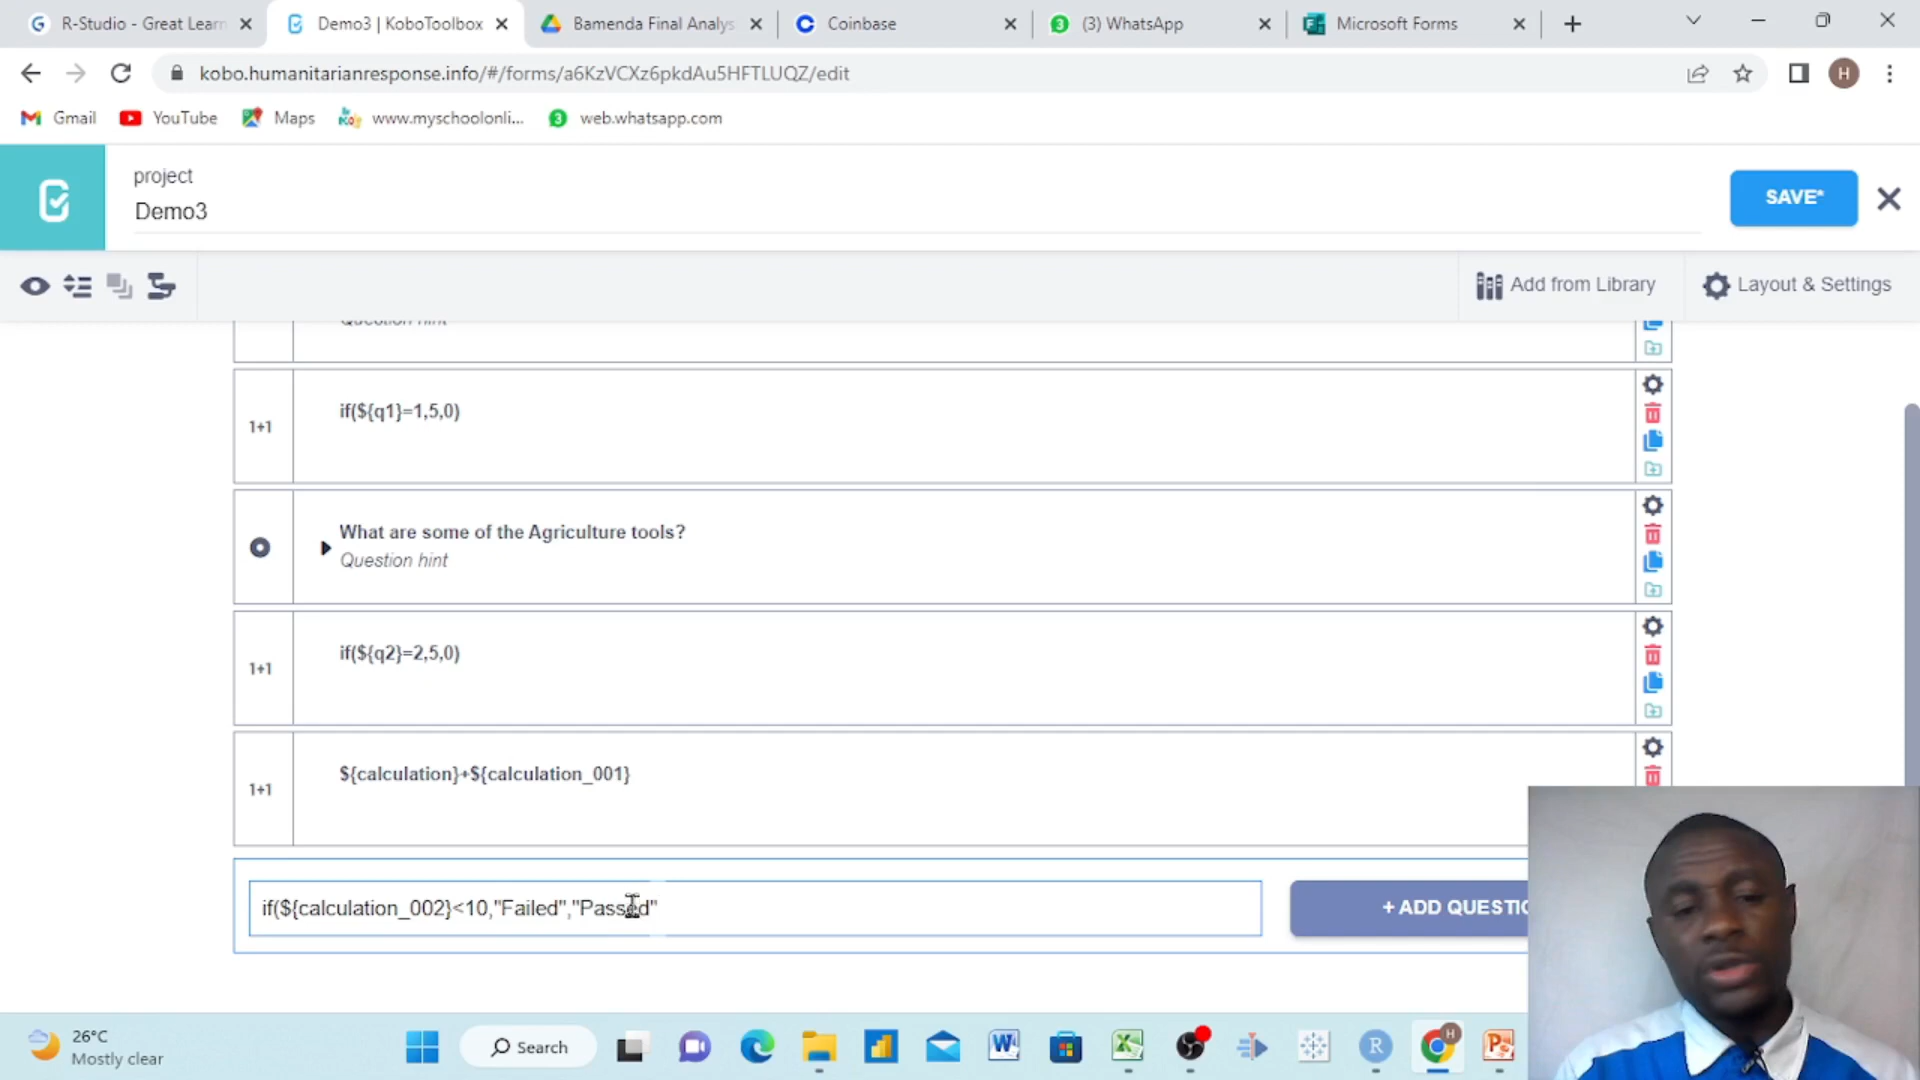 R-Studio - Great Learn
Demo3 | KoboToolbox
Bamenda Final Analys
Coinbase
(3) WhatsApp
Microsoft Forms
kobo.humanitarianresponse.info/#/forms/a6KzVCXz6pkdAu5HFTLUQZ/edit
H
Gmail
YouTube
Maps
www.myschoolonli...
web.whatsapp.com
project
Demo3
SAVE*
Add from Library
Layout & Settings
Question hint
1+1
if(${q1}=1,5,0)
What are some of the Agriculture tools?
Question hint
1+1
if(${q2}=2,5,0)
1+1
${calculation}+${calculation_001}
if(${calculation_002}<10,"Failed","Passed"
+ ADD QUESTIO
26°C
Mostly clear
Search